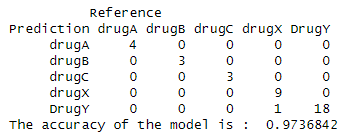 Reference
Prediction drugA drugB drugC drugX DrugY
drugA 4 0 0 0 0
drugB 0 3 0 0 0
drugC 0 0 3 0 0
drugX 0 0 0 9 0
DrugY 0 0 0 1 18
The accuracy of the model is : 0.9736842